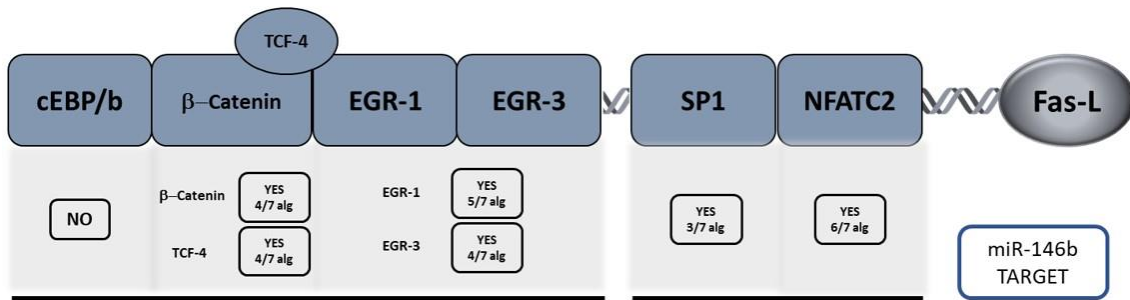 TCF-4
cEBP/b
β–Catenin
EGR-1
EGR-3
SP1
NFATC2
Fas-L
NO
β–Catenin
YES
4/7 alg
TCF-4
YES
4/7 alg
EGR-1
YES
5/7 alg
EGR-3
YES
4/7 alg
YES
3/7 alg
YES
6/7 alg
miR-146b
TARGET